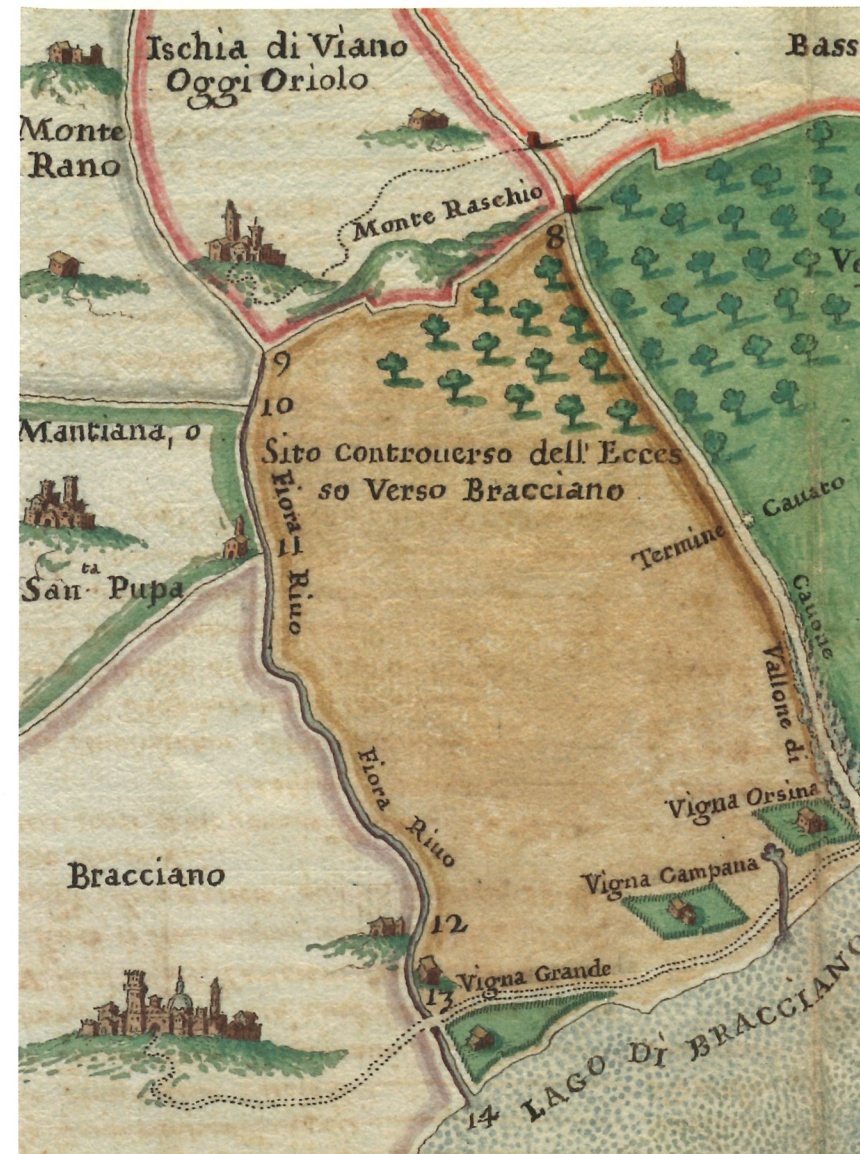 Ischia di Viano
Oggi Oriolo
Bass
Monte
Rano
Monte Raschio
8
9
10
Mantiana, o
Sito Controuerso dell' Ecces
so Verso Bracciano
Fiora
Riuo
11
San.ta Pupa
Termine Cauato
Cauone
Vallone di
Fiora Riuo
Vigna Orsina
Vigna Campana
Bracciano
12
Vigna Grande
13
LAGO DI BRACCIANO
14